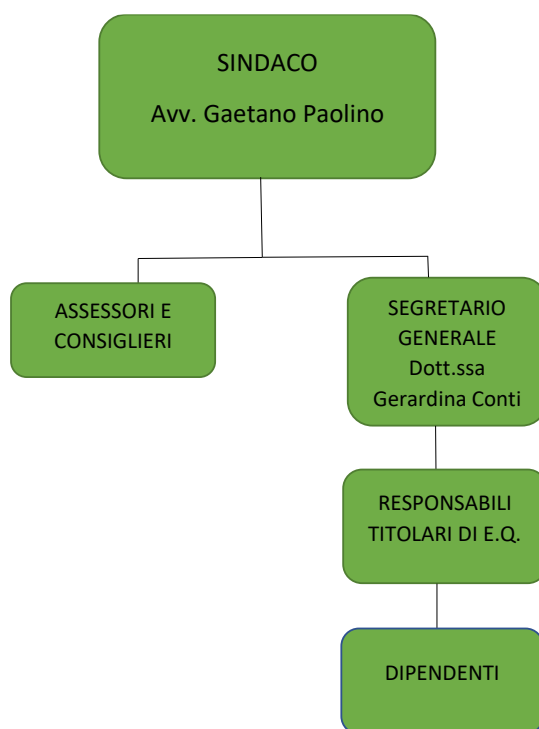 SINDACO
Avv. Gaetano Paolino
ASSESSORI E
CONSIGLIERI
SEGRETARIO
GENERALE
Dott.ssa
Gerardina Conti
RESPONSABILI
TITOLARI DI E.Q.
DIPENDENTI